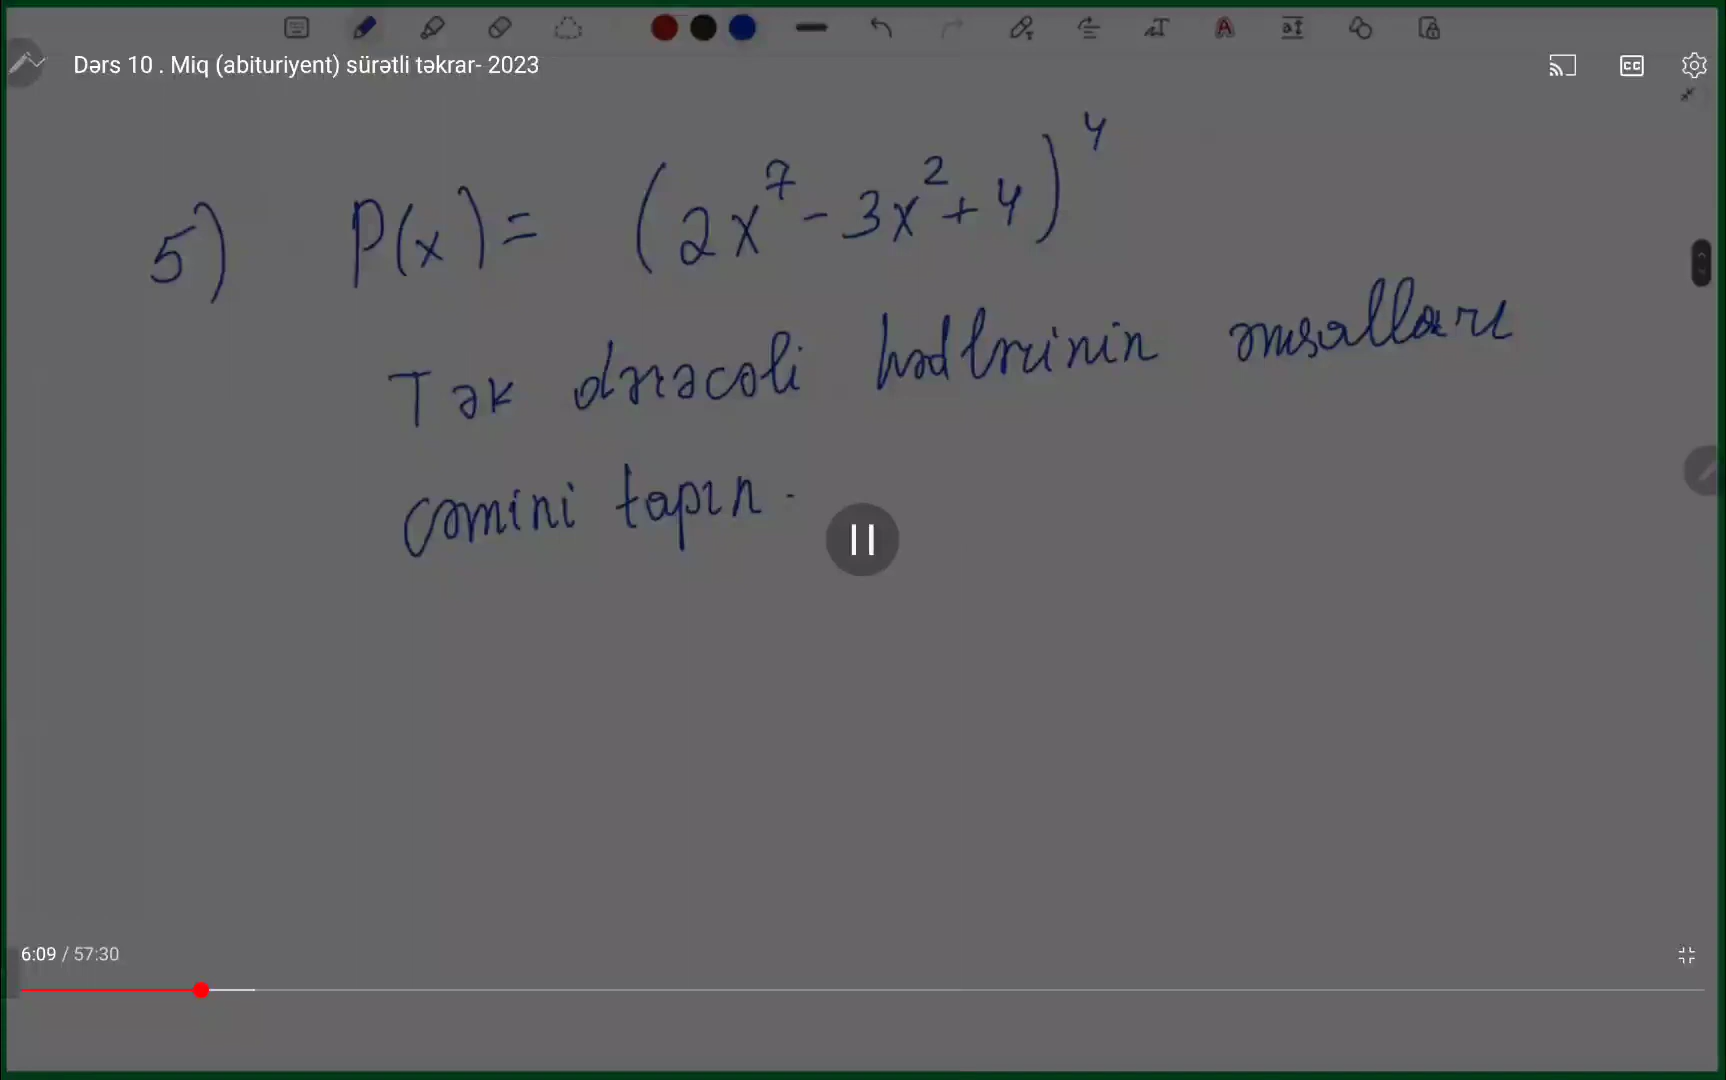 Dərs 10 . Miq (abituriyent) sürətli təkrar- 2023
5) P(x) = (2x⁷ - 3x² + 4)⁴
Tək dərəcəli hədlərinin əmsalları
cəmini tapın.
6:09 / 57:30